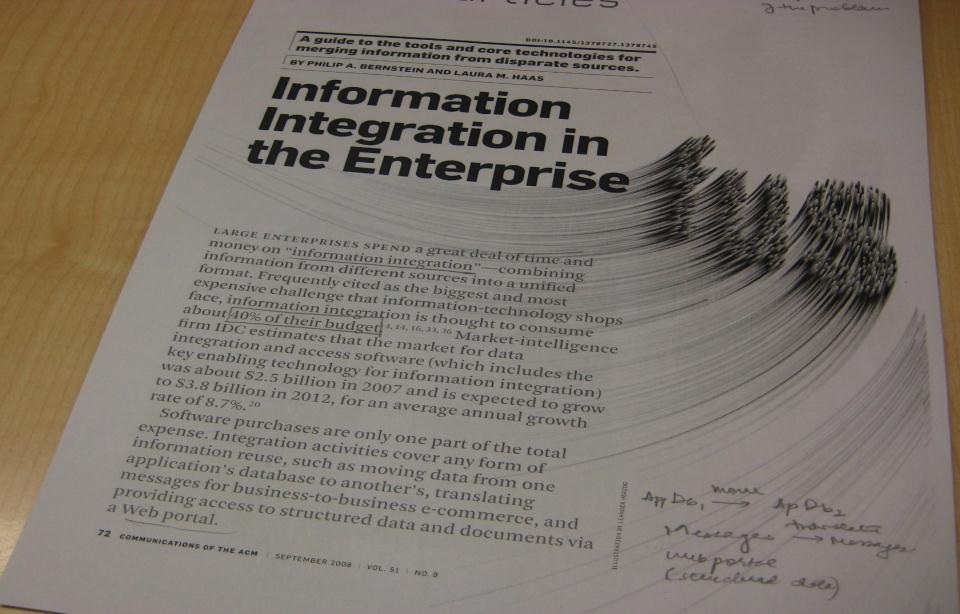 articles
of the problem
DOI:10.1145/1378727.1378745
A guide to the tools and core technologies for
merging information from disparate sources.
BY PHILIP A. BERNSTEIN AND LAURA M. HAAS
Information
Integration in
the Enterprise
LARGE ENTERPRISES SPEND a great deal of time and
money on “information integration”—combining
information from different sources into a unified
format. Frequently cited as the biggest and most
expensive challenge that information-technology shops
face, information integration is thought to consume
about 40% of their budget.4, 14, 16, 33, 36 Market-intelligence
firm IDC estimates that the market for data
integration and access software (which includes the
key enabling technology for information integration)
was about $2.5 billion in 2007 and is expected to grow
to $3.8 billion in 2012, for an average annual growth
rate of 8.7%.20
Software purchases are only one part of the total
expense. Integration activities cover any form of
information reuse, such as moving data from one
application’s database to another’s, translating
messages for business-to-business e-commerce, and
providing access to structured data and documents via
a Web portal.
App Db1 move → Ap Db2
Messages translate → Messages
web portal
(structured data)
72 COMMUNICATIONS OF THE ACM | SEPTEMBER 2008 | VOL. 51 | NO. 9